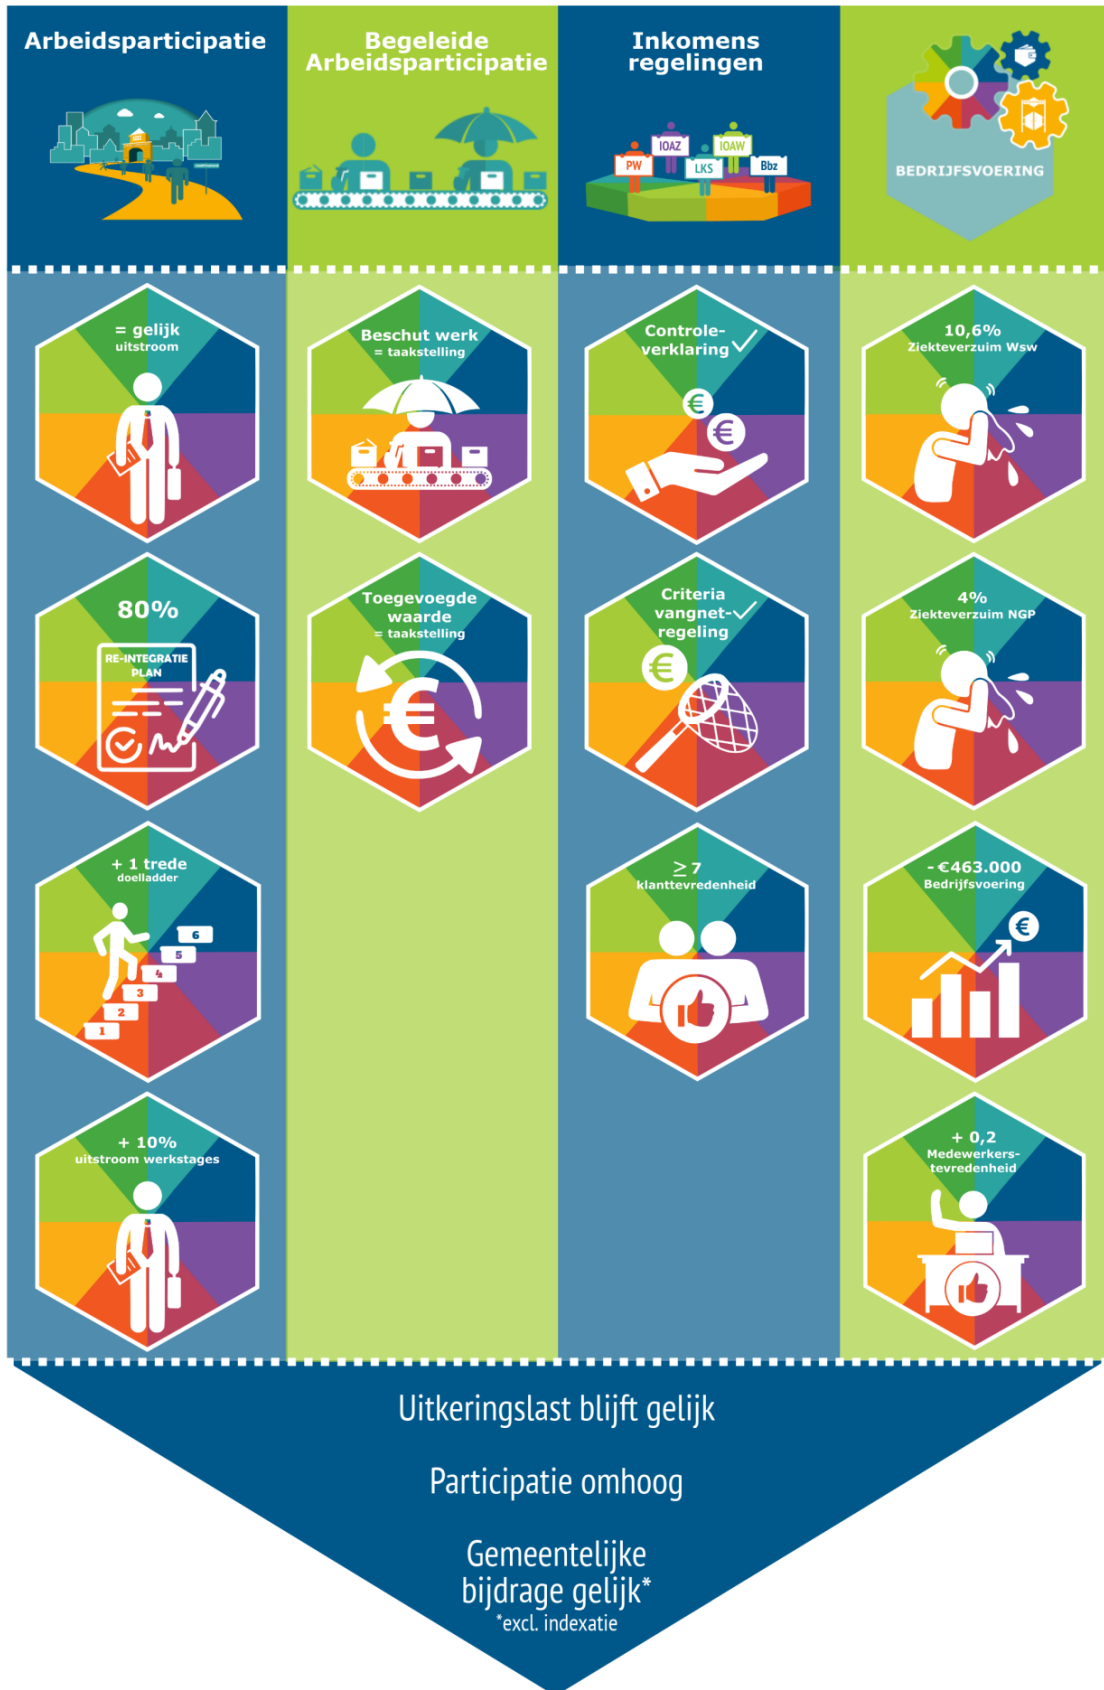 Arbeidsparticipatie
Begeleide
Arbeidsparticipatie
Inkomens
regelingen
PW
IOAZ
LKS
IOAW
Bbz
BEDRIJFSVOERING
= gelijk
uitstroom
80%
RE-INTEGRATIE
PLAN
+ 1 trede
doelladder
1
2
3
4
5
6
+ 10%
uitstroom werkstages
Beschut werk
= taakstelling
Toegevoegde
waarde
= taakstelling
€
Controle-
verklaring
€
€
Criteria
vangnet-
regeling
€
≥ 7
klanttevredenheid
10,6%
Ziekteverzuim Wsw
4%
Ziekteverzuim NGP
- €463.000
Bedrijfsvoering
€
+ 0,2
Medewerkers-
tevredenheid
Uitkeringslast blijft gelijk
Participatie omhoog
Gemeentelijke
bijdrage gelijk*
*excl. indexatie